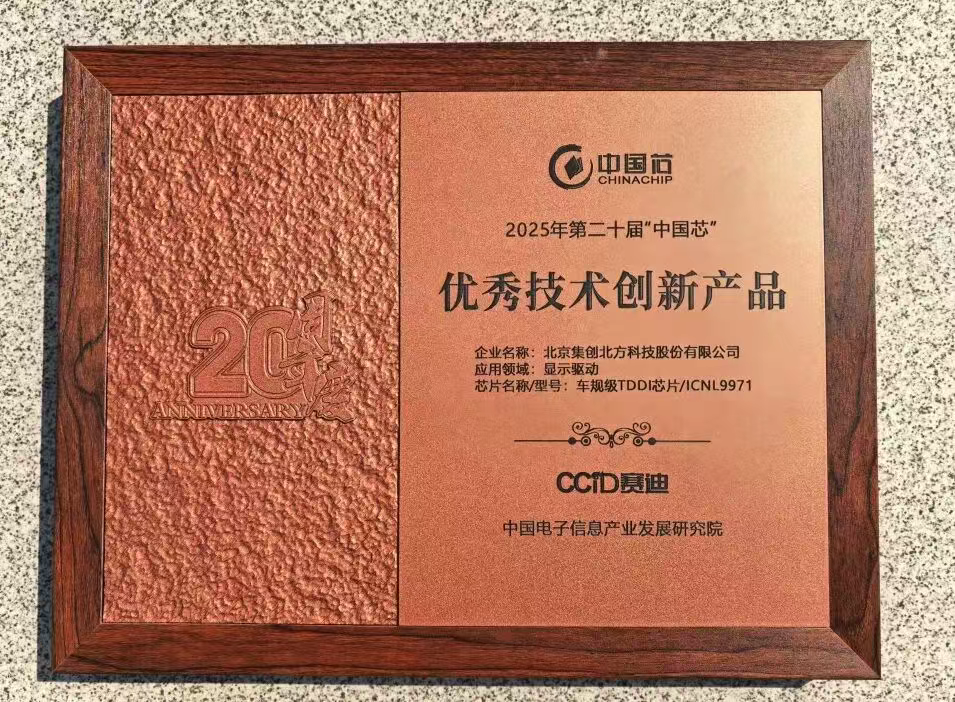 20周年
ANNIVERSARY
中国芯
CHINACHIP
2025年第二十届“中国芯”
优秀技术创新产品
企业名称：北京集创北方科技股份有限公司
应用领域：显示驱动
芯片名称/型号：车规级TDDI芯片/ICNL9971
CCID赛迪
中国电子信息产业发展研究院